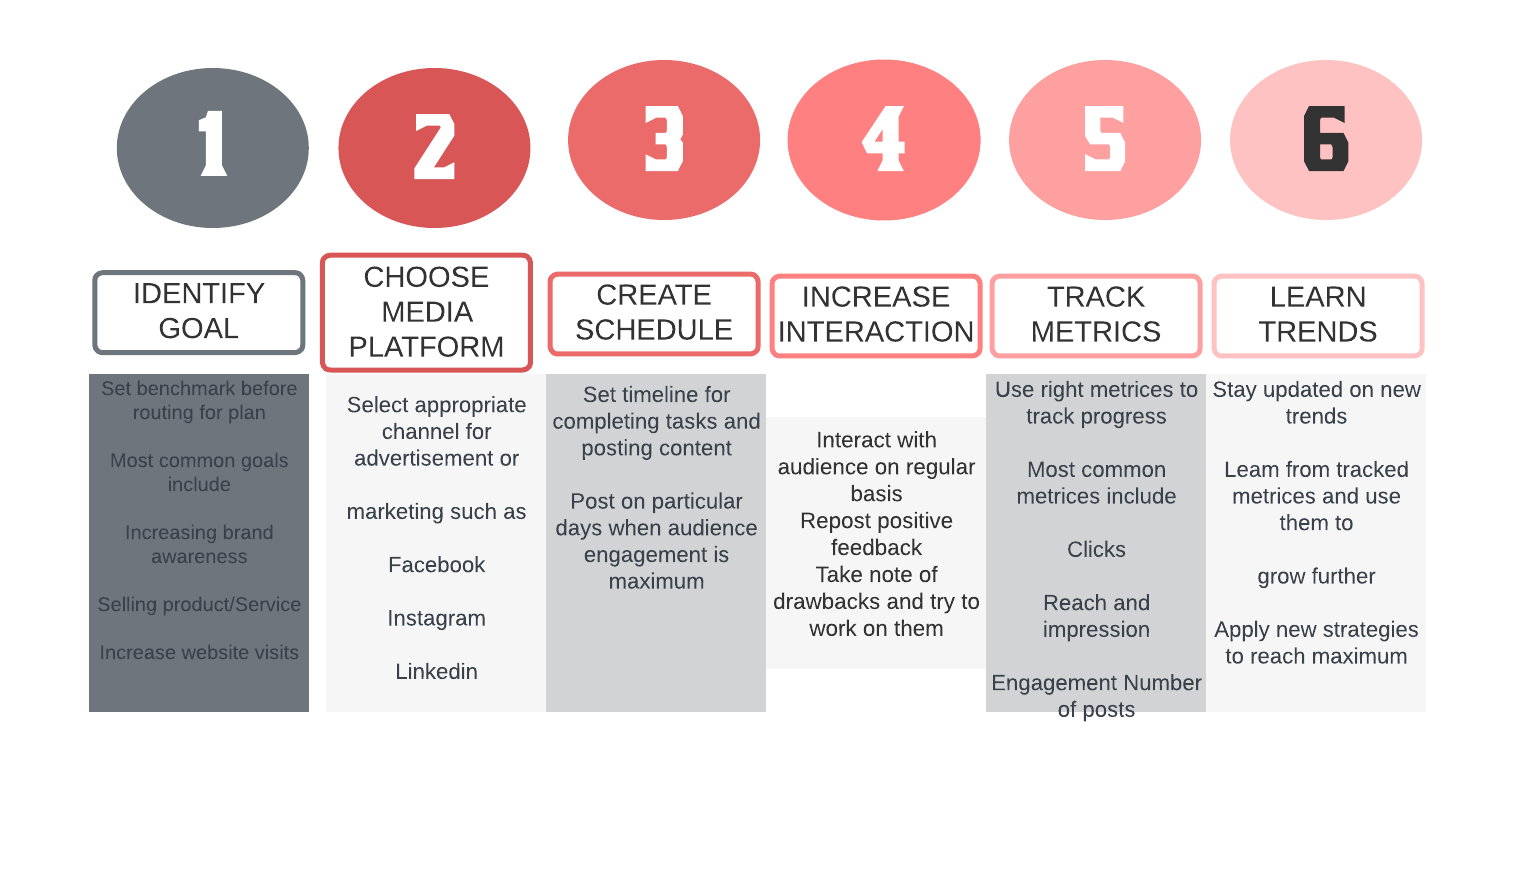 1
2
3
4
5
6
IDENTIFY
GOAL
CHOOSE
MEDIA
PLATFORM
CREATE
SCHEDULE
INCREASE
INTERACTION
TRACK
METRICS
LEARN
TRENDS
Set benchmark before
routing for plan
Most common goals
include
Increasing brand
awareness
Selling product/Service
Increase website visits
Select appropriate
channel for
advertisement or
marketing such as
Facebook
Instagram
Linkedin
Set timeline for
completing tasks and
posting content
Post on particular
days when audience
engagement is
maximum
Interact with
audience on regular
basis
Repost positive
feedback
Take note of
drawbacks and try to
work on them
Use right metrices to
track progress
Most common
metrices include
Clicks
Reach and
impression
Engagement Number
of posts
Stay updated on new
trends
Leam from tracked
metrices and use
them to
grow further
Apply new strategies
to reach maximum